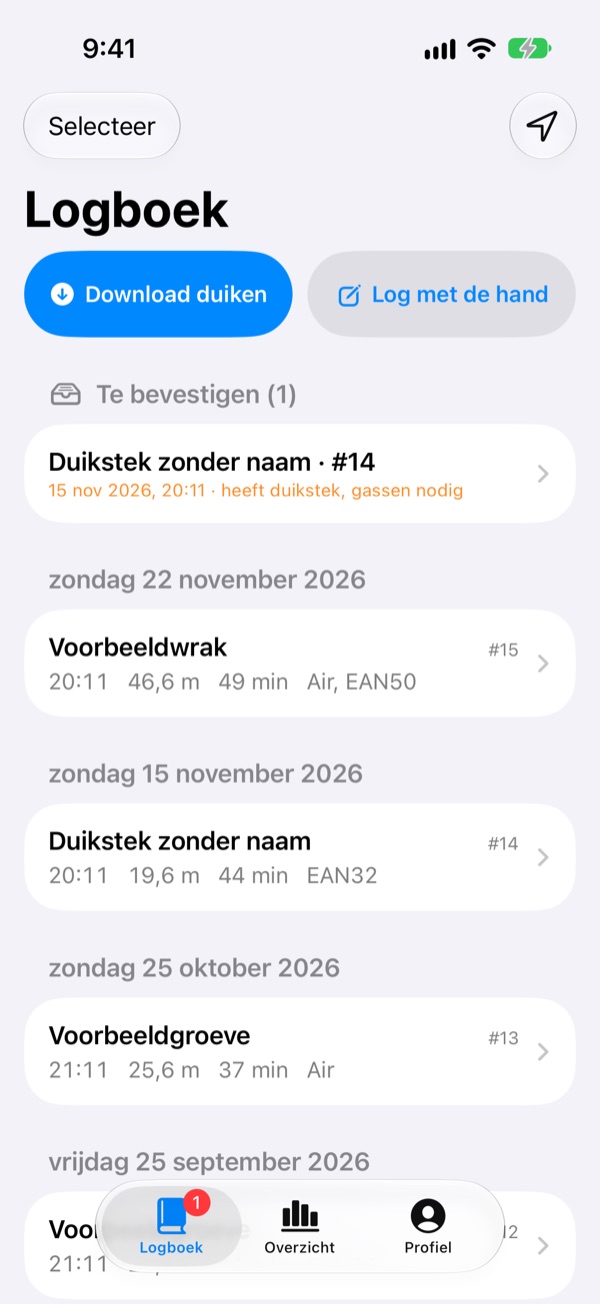 9:41
Selecteer
Logboek
Download duiken
Log met de hand
Te bevestigen (1)
Duikstek zonder naam · #14
15 nov 2026, 20:11 · heeft duikstek, gassen nodig
zondag 22 november 2026
Voorbeeldwrak #15
20:11 46,6 m 49 min Air, EAN50
zondag 15 november 2026
Duikstek zonder naam #14
20:11 19,6 m 44 min EAN32
zondag 25 oktober 2026
Voorbeeldgroeve #13
21:11 25,6 m 37 min Air
vrijdag 25 september 2026
21:11
1
Logboek Overzicht Profiel